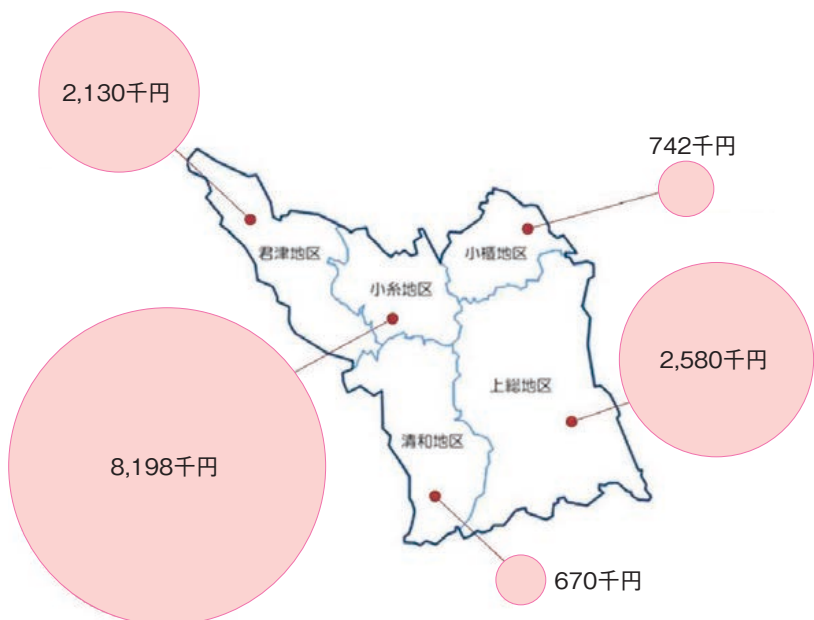 2,130千円
742千円
君津地区
小櫃地区
小糸地区
2,580千円
上総地区
清和地区
8,198千円
670千円